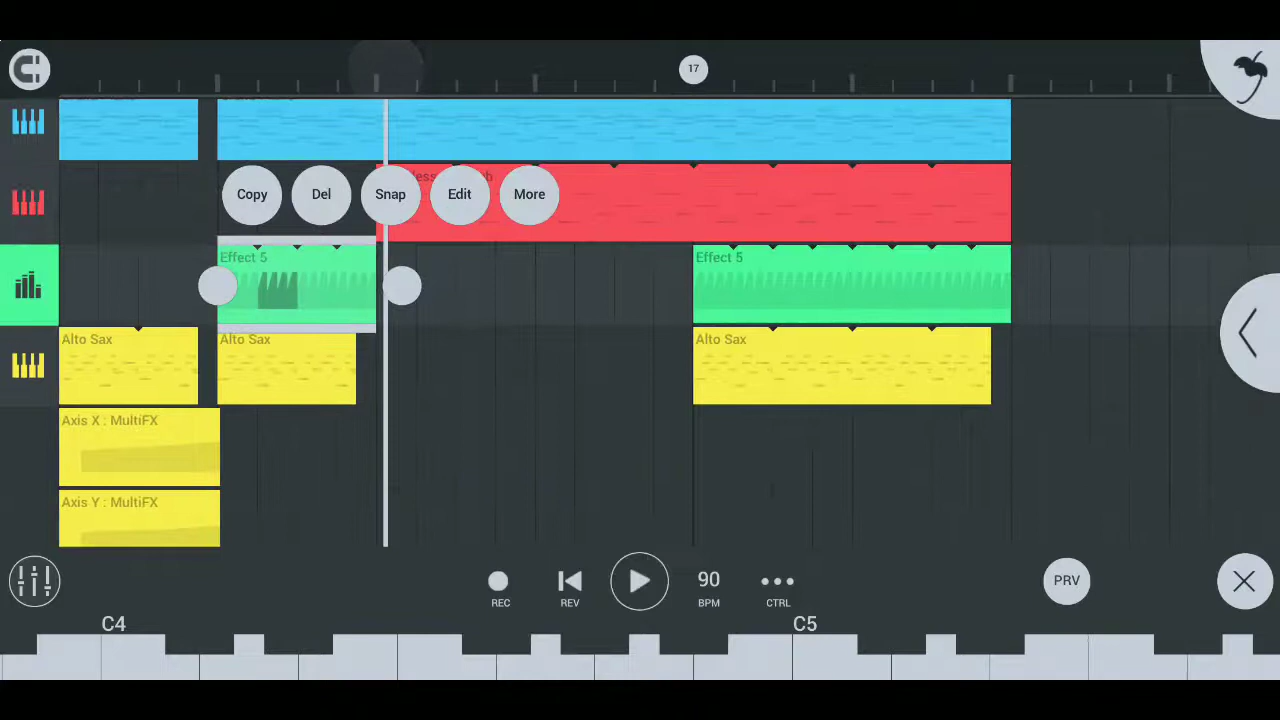 17
Copy
Del
Snap
Edit
More
Effect 5
Effect 5
Alto Sax
Alto Sax
Alto Sax
Axis X : MultiFX
Axis Y : MultiFX
REC
REV
90
BPM
CTRL
PRV
C4
C5